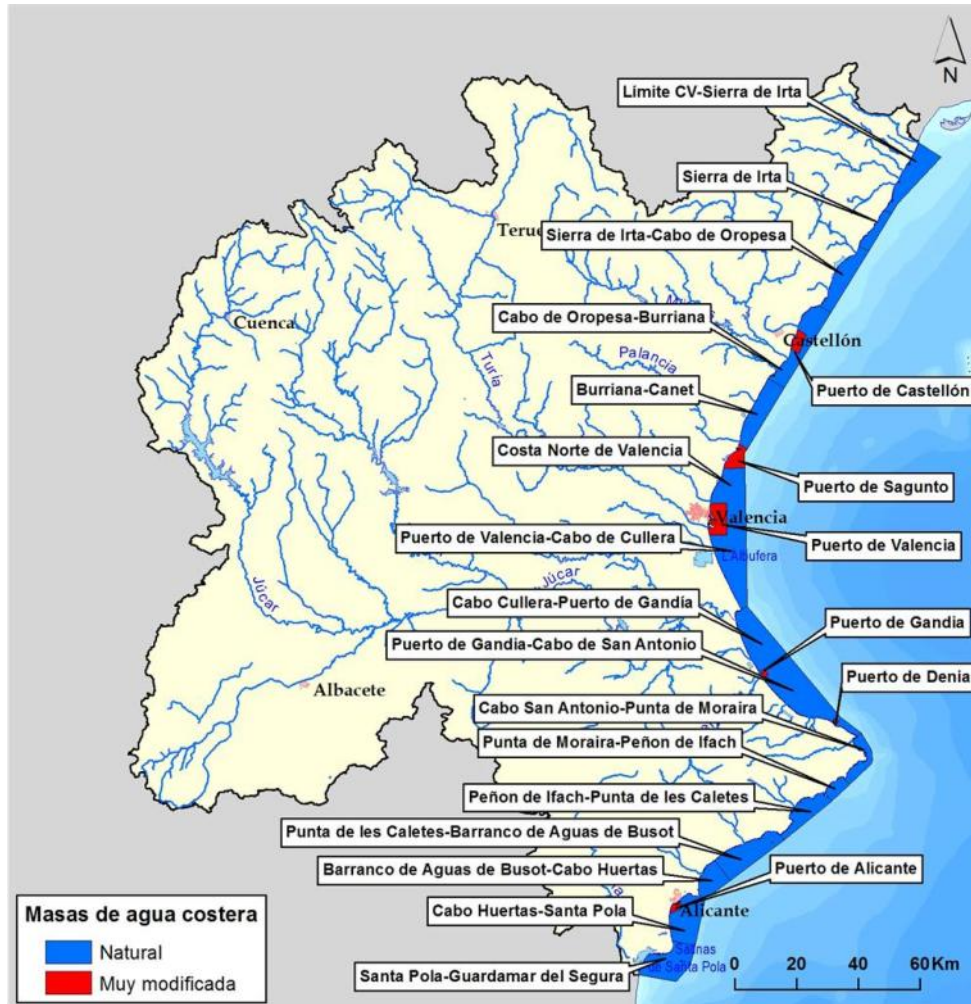 N
Límite CV-Sierra de Irta
Sierra de Irta
Sierra de Irta-Cabo de Oropesa
Cuenca
Cabo de Oropesa-Burriana
Castellón
Palancia
Turia
Puerto de Castellón
Burriana-Canet
Costa Norte de Valencia
Puerto de Sagunto
Valencia
Puerto de Valencia-Cabo de Cullera
Puerto de Valencia
L'Albufera
Júcar
Júcar
Cabo Cullera-Puerto de Gandía
Puerto de Gandia
Puerto de Gandia-Cabo de San Antonio
Puerto de Denia
Albacete
Cabo San Antonio-Punta de Moraira
Punta de Moraira-Peñon de Ifach
Peñon de Ifach-Punta de les Caletes
Punta de les Caletes-Barranco de Aguas de Busot
Barranco de Aguas de Busot-Cabo Huertas
Puerto de Alicante
Cabo Huertas-Santa Pola
Alicante
Salinas
de Santa Pola
Santa Pola-Guardamar del Segura
Masas de agua costera
Natural
Muy modificada
0 20 40 60 Km